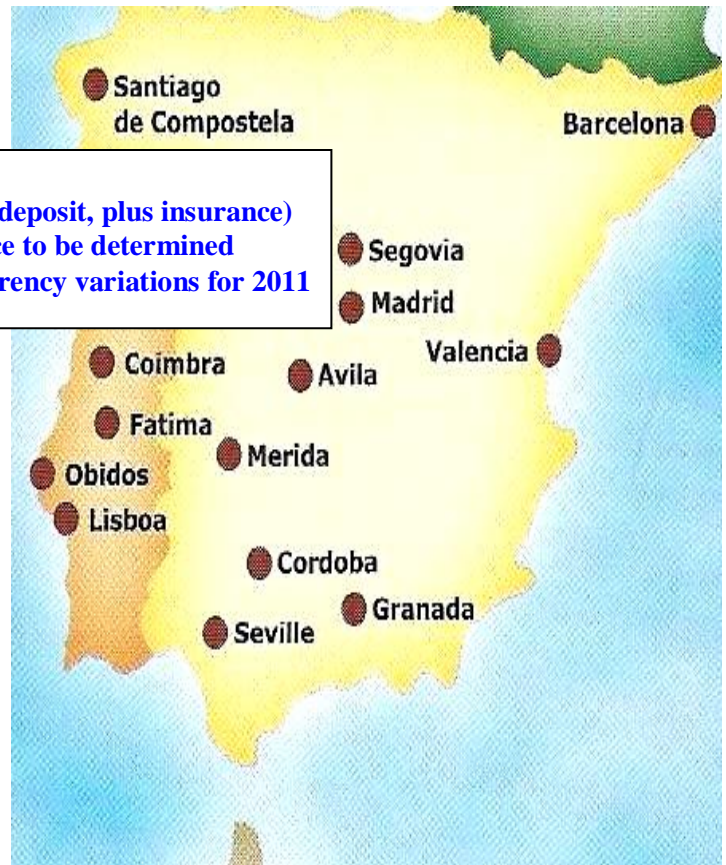 Santiago
de Compostela
Barcelona
deposit, plus insurance)
to be determined
variations for 2011
Segovia
Madrid
Valencia
Coimbra
Avila
Fatima
Merida
Obidos
Lisboa
Cordoba
Granada
Seville